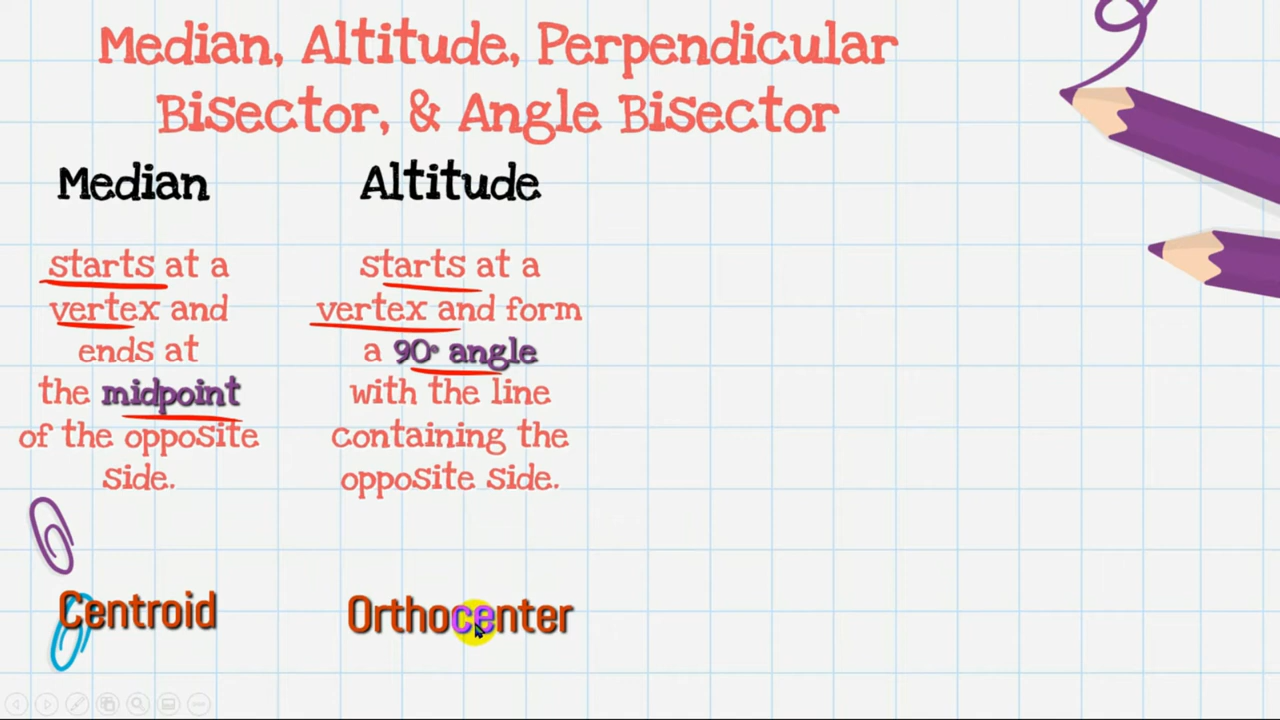 Median, Altitude, Perpendicular
Bisector, & Angle Bisector
Median
starts at a
vertex and
ends at
the midpoint
of the opposite
side.
Centroid
Altitude
starts at a
vertex and form
a 90° angle
with the line
containing the
opposite side.
Orthocenter